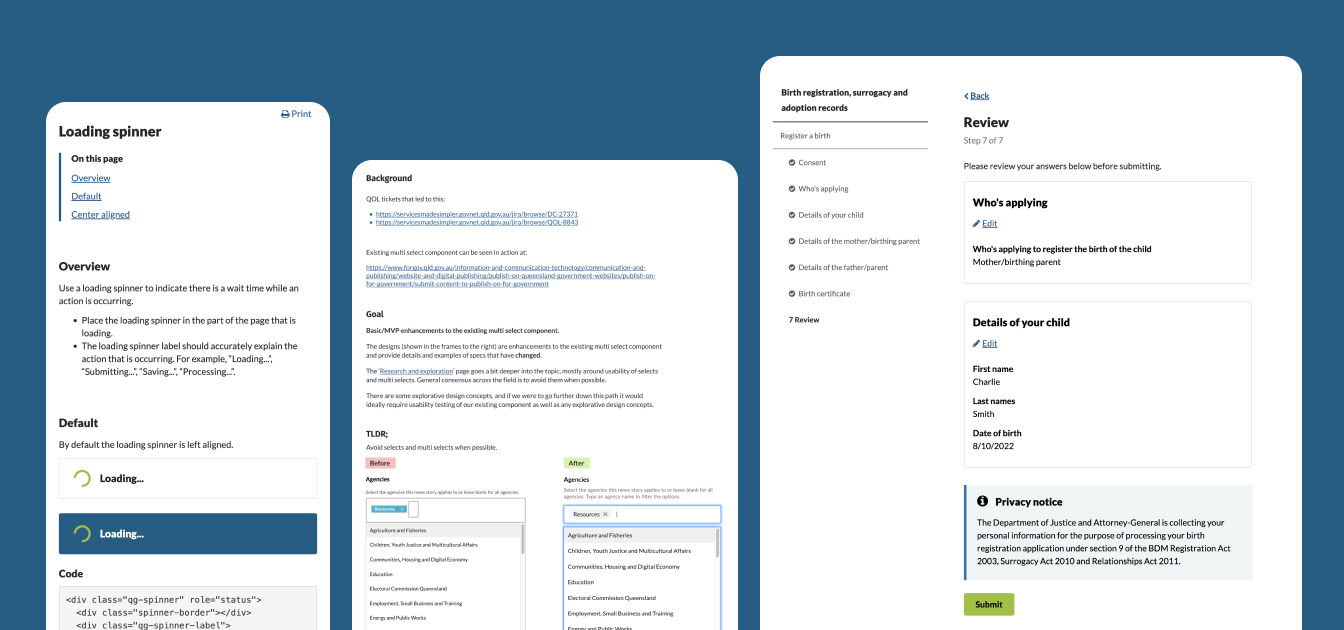 Print
Loading spinner
On this page
Overview
Default
Center aligned
Overview
Use a loading spinner to indicate there is a wait time while an
action is occurring.
• Place the loading spinner in the part of the page that is
loading.
• The loading spinner label should accurately explain the
action that is occurring. For example, “Loading...”,
“Submitting...”, “Saving...”, “Processing...”.
Default
By default the loading spinner is left aligned.
Loading...
Loading...
Code
<div class="qg-spinner" role="status">
<div class="spinner-border"></div>
<div class="qg-spinner-label">
Background
QOL tickets that led to this:
• https://servicesmadesimpler.govnet.qld.gov.au/jira/browse/DC-27371
• https://servicesmadesimpler.govnet.qld.gov.au/jira/browse/QOL-8843
Existing multi select component can be seen in action at:
https://www.forgov.qld.gov.au/information-and-communication-technology/communication-and-
publishing/website-and-digital-publishing/publish-on-queensland-government-websites/publish-on-
for-government/submit-content-to-publish-on-for-government
Goal
Basic/MVP enhancements to the existing multi select component.
The designs (shown in the frames to the right) are enhancements to the existing multi select component
and provide details and examples of specs that have changed.
The ‘Research and exploration’ page goes a bit deeper into the topic, mostly around usability of selects
and multi selects. General consensus across the field is to avoid them when possible.
There are some explorative design concepts, and if we were to go further down this path it would
ideally require usability testing of our existing component as well as any explorative design concepts.
TLDR;
Avoid selects and multi selects when possible.
Before
Agencies
Select the agencies this news story applies to or leave blank for all agencies.
Resources ×
Agriculture and Fisheries
Children, Youth Justice and Multicultural Affairs
Communities, Housing and Digital Economy
Education
Electoral Commission Queensland
Employment, Small Business and Training
Energy and Public Works
After
Agencies
Select the agencies this news story applies to or leave blank for all
agencies. Type an agency name to filter the options.
Resources ×
Agriculture and Fisheries
Children, Youth Justice and Multicultural Affairs
Communities, Housing and Digital Economy
Education
Electoral Commission Queensland
Employment, Small Business and Training
Energy and Public Works
Birth registration, surrogacy and
adoption records
Register a birth
Consent
Who's applying
Details of your child
Details of the mother/birthing parent
Details of the father/parent
Birth certificate
7 Review
Back
Review
Step 7 of 7
Please review your answers below before submitting.
Who's applying
Edit
Who's applying to register the birth of the child
Mother/birthing parent
Details of your child
Edit
First name
Charlie
Last names
Smith
Date of birth
8/10/2022
Privacy notice
The Department of Justice and Attorney-General is collecting your
personal information for the purpose of processing your birth
registration application under section 9 of the BDM Registration Act
2003, Surrogacy Act 2010 and Relationships Act 2011.
Submit